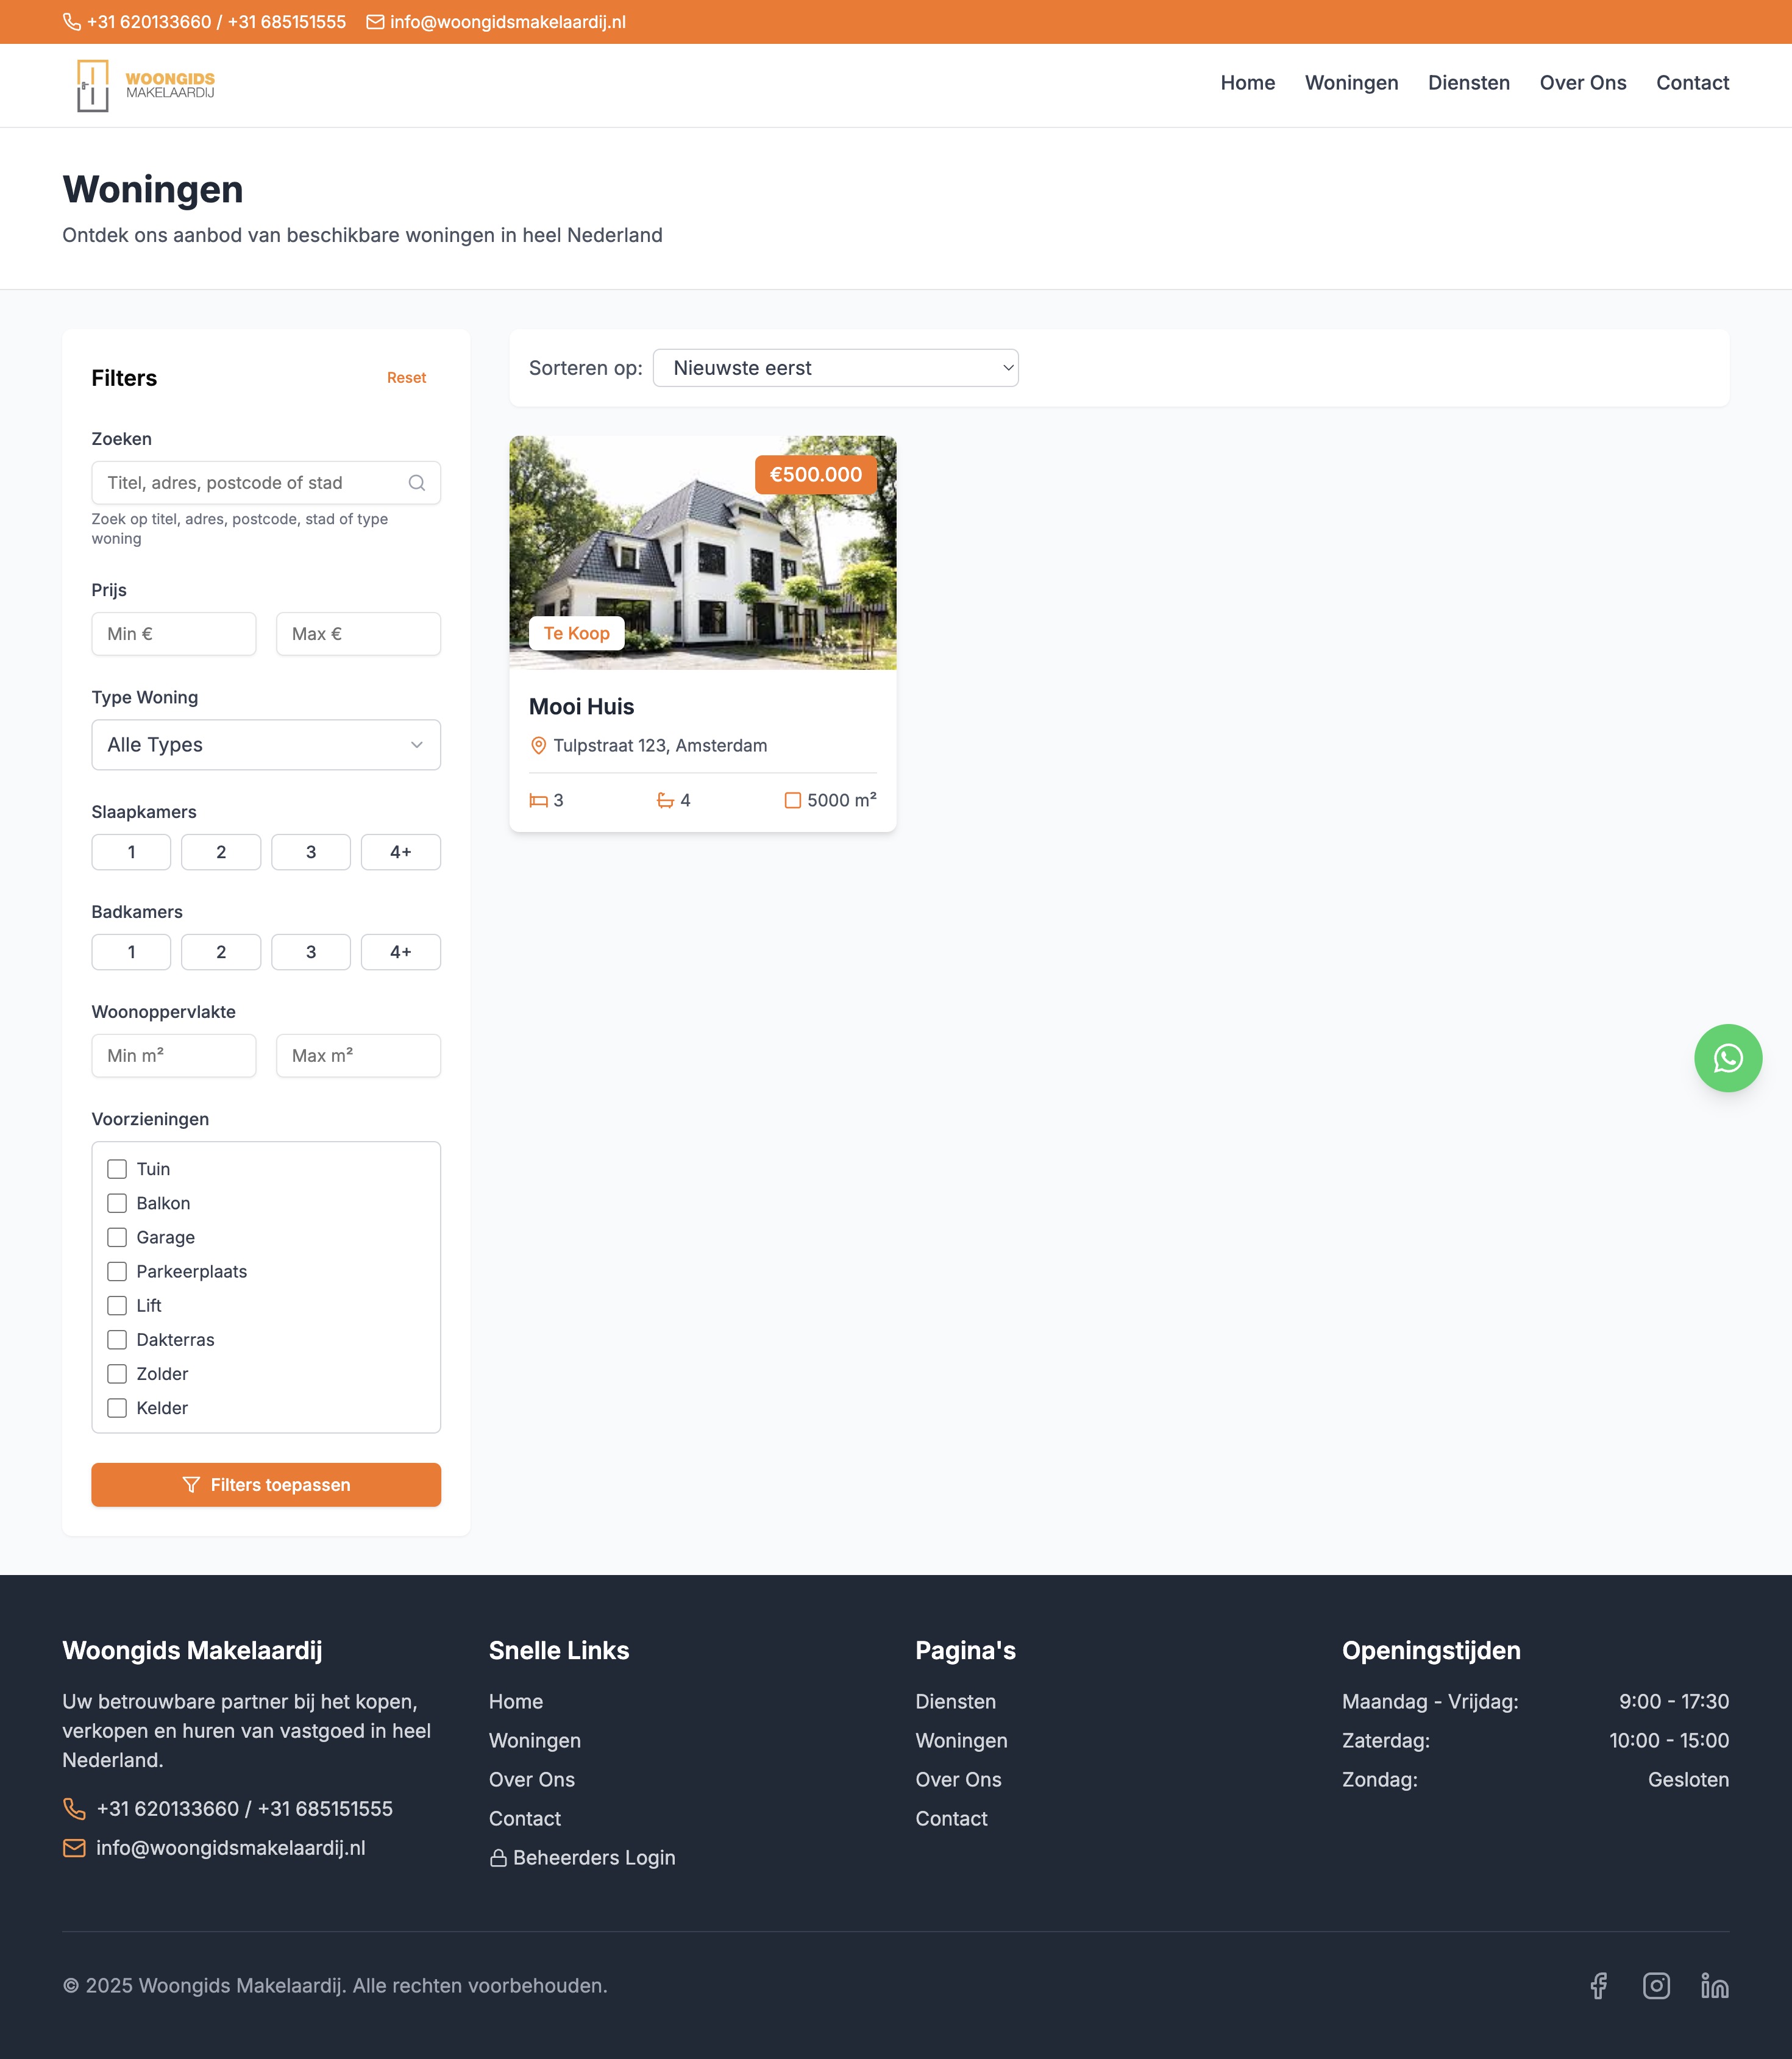 +31 620133660 / +31 685151555
info@woongidsmakelaardij.nl
WOONGIDS
MAKELAARDIJ
Home
Woningen
Diensten
Over Ons
Contact
Woningen
Ontdek ons aanbod van beschikbare woningen in heel Nederland
Filters
Reset
Zoeken
Titel, adres, postcode of stad
Zoek op titel, adres, postcode, stad of type
woning
Prijs
Min €
Max €
Type Woning
Alle Types
Slaapkamers
1
2
3
4+
Badkamers
1
2
3
4+
Woonoppervlakte
Min m²
Max m²
Voorzieningen
Tuin
Balkon
Garage
Parkeerplaats
Lift
Dakterras
Zolder
Kelder
Filters toepassen
Sorteren op:
Nieuwste eerst
€500.000
Te Koop
Mooi Huis
Tulpstraat 123, Amsterdam
3
4
5000 m²
Woongids Makelaardij
Uw betrouwbare partner bij het kopen,
verkopen en huren van vastgoed in heel
Nederland.
+31 620133660 / +31 685151555
info@woongidsmakelaardij.nl
Snelle Links
Home
Woningen
Over Ons
Contact
Beheerders Login
Pagina's
Diensten
Woningen
Over Ons
Contact
Openingstijden
Maandag - Vrijdag: 9:00 - 17:30
Zaterdag: 10:00 - 15:00
Zondag: Gesloten
© 2025 Woongids Makelaardij. Alle rechten voorbehouden.